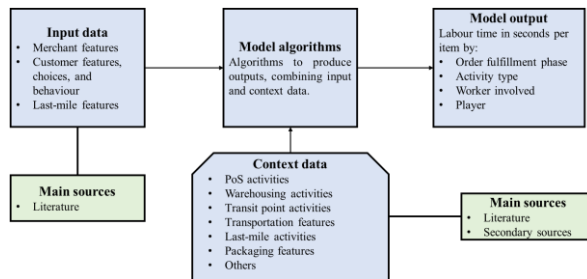 Input data
• Merchant features
• Customer features,
choices, and
behaviour
• Last-mile features
Model algorithms
Algorithms to produce
outputs, combining input
and context data.
Model output
Labour time in seconds per
item by:
• Order fulfillment phase
• Activity type
• Worker involved
• Player
Main sources
• Literature
Context data
• PoS activities
• Warehousing activities
• Transit point activities
• Transportation features
• Last-mile activities
• Packaging features
• Others
Main sources
• Literature
• Secondary sources